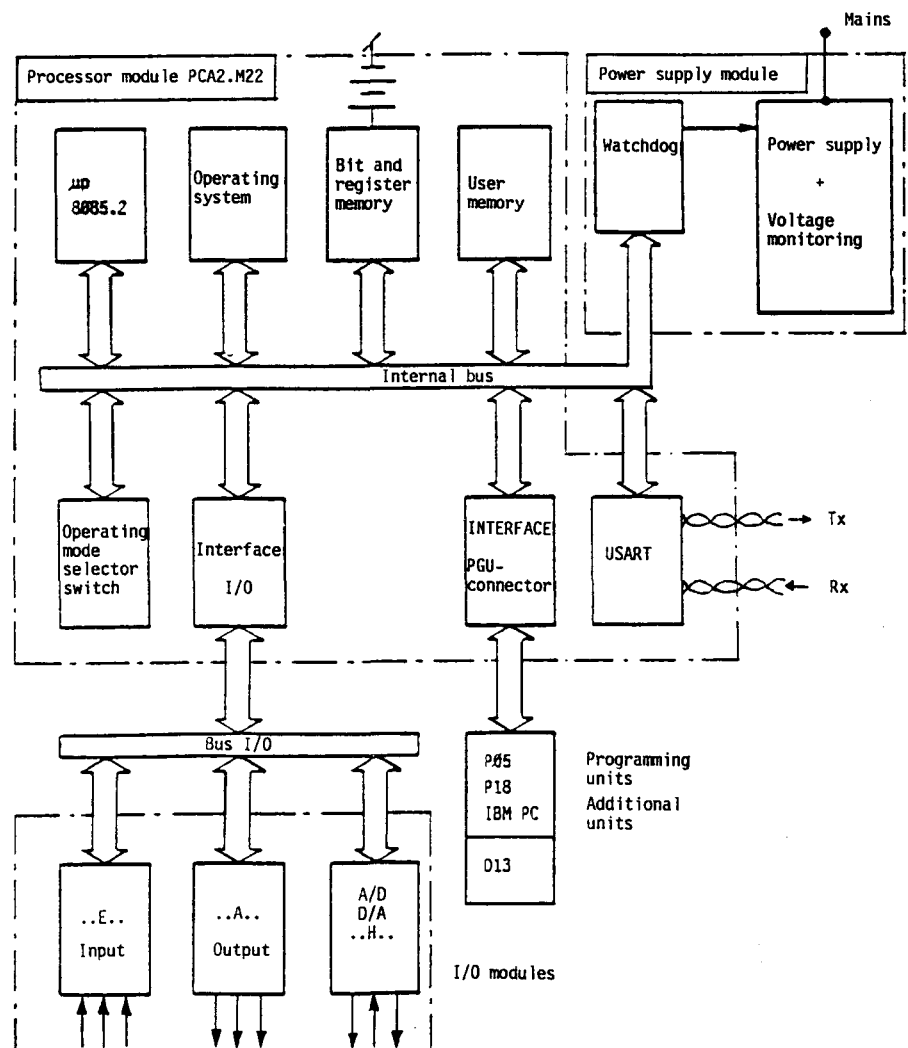 Mains
Processor module PCA2.M22
Power supply module
µp
8085.2
Operating
system
Bit and
register
memory
User
memory
Watchdog
Power supply
+
Voltage
monitoring
Internal bus
Operating
mode
selector
switch
Interface
I/O
INTERFACE
PGU-
connector
USART
Tx
Rx
Bus I/O
P05
P18
IBM PC
D13
Programming
units
Additional
units
..E..
Input
..A..
Output
A/D
D/A
..H..
I/O modules